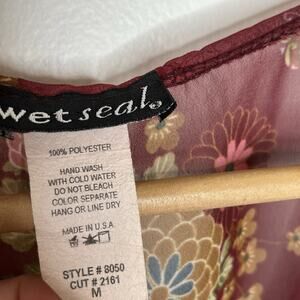 wet seal.
100% POLYESTER
HAND WASH
WITH COLD WATER
DO NOT BLEACH
COLOR SEPARATE
HANG OR LINE DRY
MADE IN U.S.A
STYLE # 8050
CUT # 2161
M